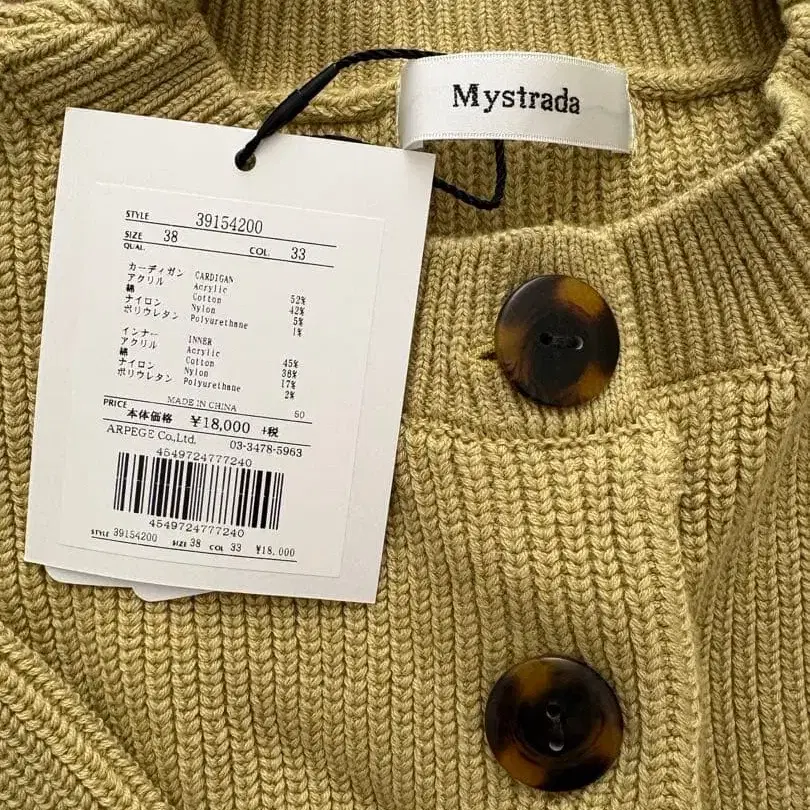 Mystrada
STYLE 39154200
SIZE 38
QUAL. COL. 33
カーディガン CARDIGAN
アクリル Acrylic 52%
綿 Cotton 42%
ナイロン Nylon 5%
ポリウレタン Polyurethane 1%
インナー INNER
アクリル Acrylic 45%
綿 Cotton 38%
ナイロン Nylon 17%
ポリウレタン Polyurethane 2%
MADE IN CHINA 50
PRICE 本体価格 ¥18,000 +税
ARPEGE Co.,Ltd. 03-3478-5963
4549724777240
4549724777240
STYLE 39154200 SIZE 38 COL 33 ¥18,000